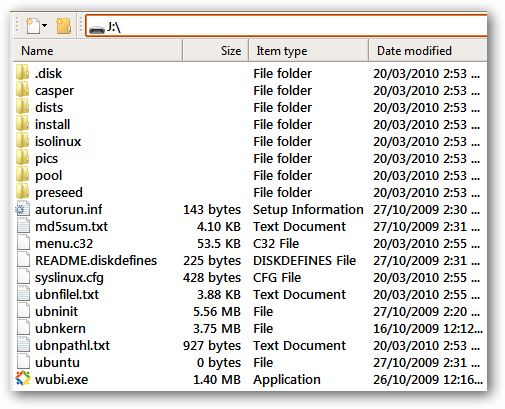 J:\
Name Size Item type Date modified
.disk File folder 20/03/2010 2:53 ...
casper File folder 20/03/2010 2:53 ...
dists File folder 20/03/2010 2:53 ...
install File folder 20/03/2010 2:53 ...
isolinux File folder 20/03/2010 2:53 ...
pics File folder 20/03/2010 2:53 ...
pool File folder 20/03/2010 2:53 ...
preseed File folder 20/03/2010 2:53 ...
autorun.inf 143 bytes Setup Information 27/10/2009 2:30 ...
md5sum.txt 4.10 KB Text Document 27/10/2009 2:31 ...
menu.c32 53.5 KB C32 File 20/03/2010 2:55 ...
README.diskdefines 225 bytes DISKDEFINES File 27/10/2009 2:31 ...
syslinux.cfg 428 bytes CFG File 20/03/2010 2:55 ...
ubnfilel.txt 3.88 KB Text Document 20/03/2010 2:55 ...
ubninit 5.56 MB File 27/10/2009 2:20 ...
ubnkern 3.75 MB File 16/10/2009 12:12...
ubnpathl.txt 927 bytes Text Document 20/03/2010 2:53 ...
ubuntu 0 bytes File 27/10/2009 2:31 ...
wubi.exe 1.40 MB Application 26/10/2009 12:16...